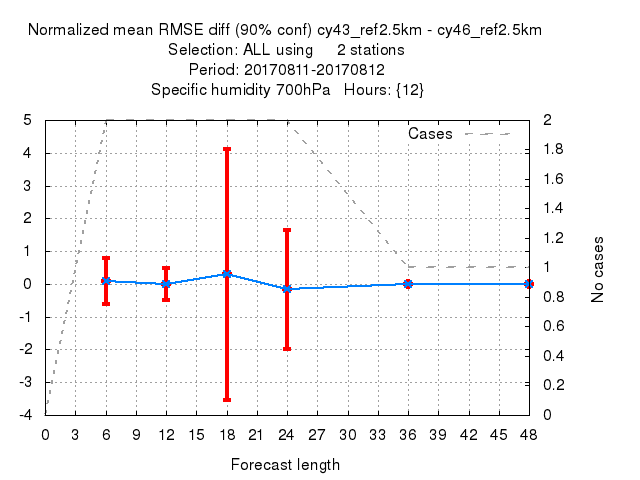 Normalized mean RMSE diff (90% conf) cy43_ref2.5km - cy46_ref2.5km
Selection: ALL using 2 stations
Period: 20170811-20170812
Specific humidity 700hPa Hours: {12}
Cases
5
4
3
2
1
0
-1
-2
-3
-4
2
1.8
1.6
1.4
1.2
1
0.8
0.6
0.4
0.2
0
No cases
0 3 6 9 12 15 18 21 24 27 30 33 36 39 42 45 48
Forecast length